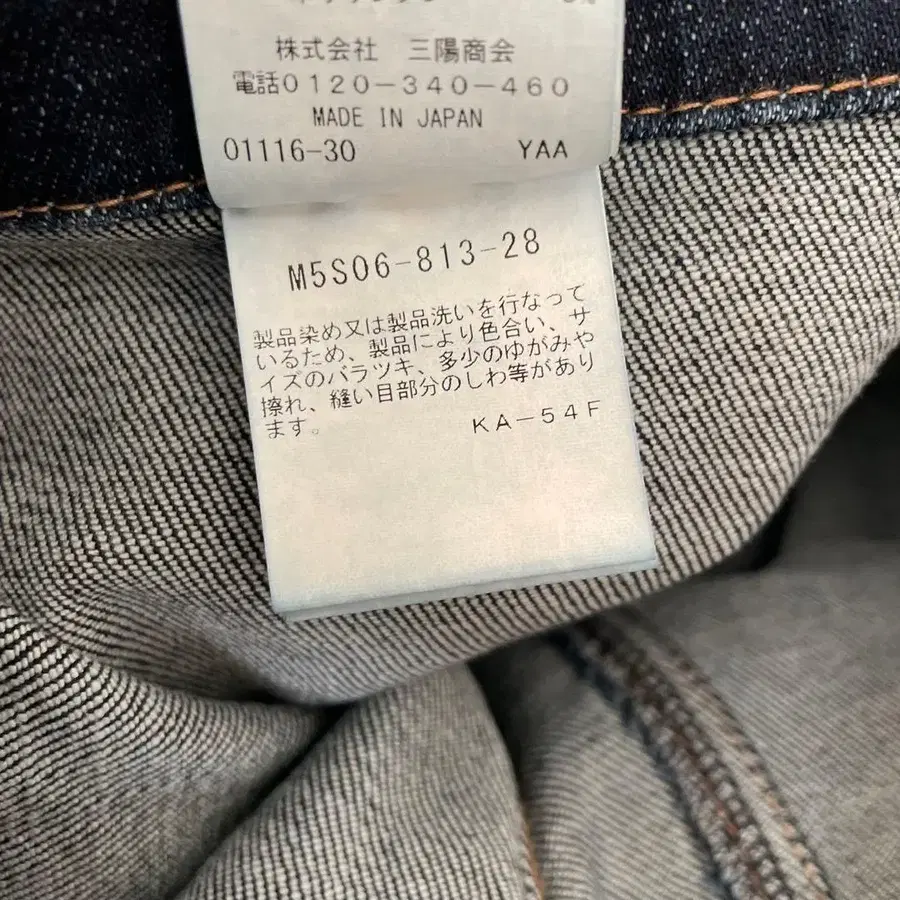 株式会社 三陽商会
電話0120-340-460
MADE IN JAPAN
01116-30 YAA
M5S06-813-28
製品染め又は製品洗いを行なって
いるため、製品により色合い、サ
イズのバラツキ、多少のゆがみや
擦れ、縫い目部分のしわ等があり
ます。 KA-54F